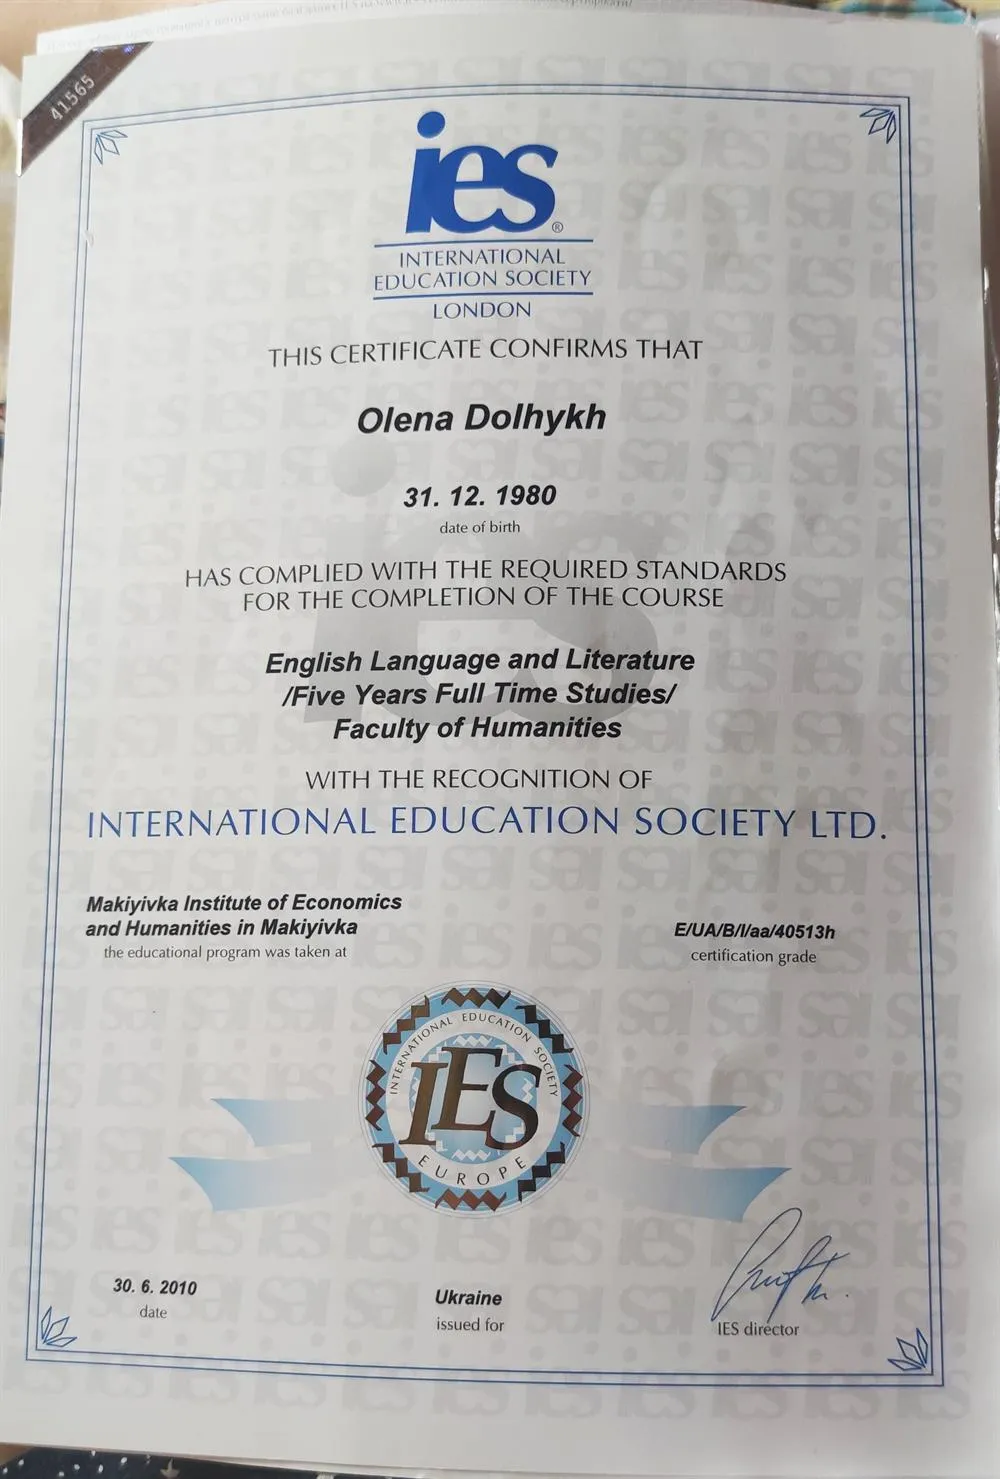 41565
ies®
INTERNATIONAL
EDUCATION SOCIETY
LONDON
THIS CERTIFICATE CONFIRMS THAT
Olena Dolhykh
31. 12. 1980
date of birth
HAS COMPLIED WITH THE REQUIRED STANDARDS
FOR THE COMPLETION OF THE COURSE
English Language and Literature
/Five Years Full Time Studies/
Faculty of Humanities
WITH THE RECOGNITION OF
INTERNATIONAL EDUCATION SOCIETY LTD.
Makiyivka Institute of Economics
and Humanities in Makiyivka
the educational program was taken at
E/UA/B/I/aa/40513h
certification grade
INTERNATIONAL EDUCATION SOCIETY
IES
EUROPE
30. 6. 2010
date
Ukraine
issued for
IES director